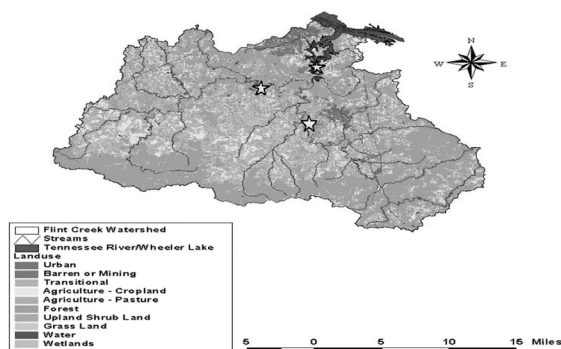 N
W E
S
Flint Creek Watershed
Streams
Tennessee River/Wheeler Lake
Landuse
Urban
Barren or Mining
Transitional
Agriculture - Cropland
Agriculture - Pasture
Forest
Upland Shrub Land
Grass Land
Water
Wetlands
5 0 5 10 15 Miles